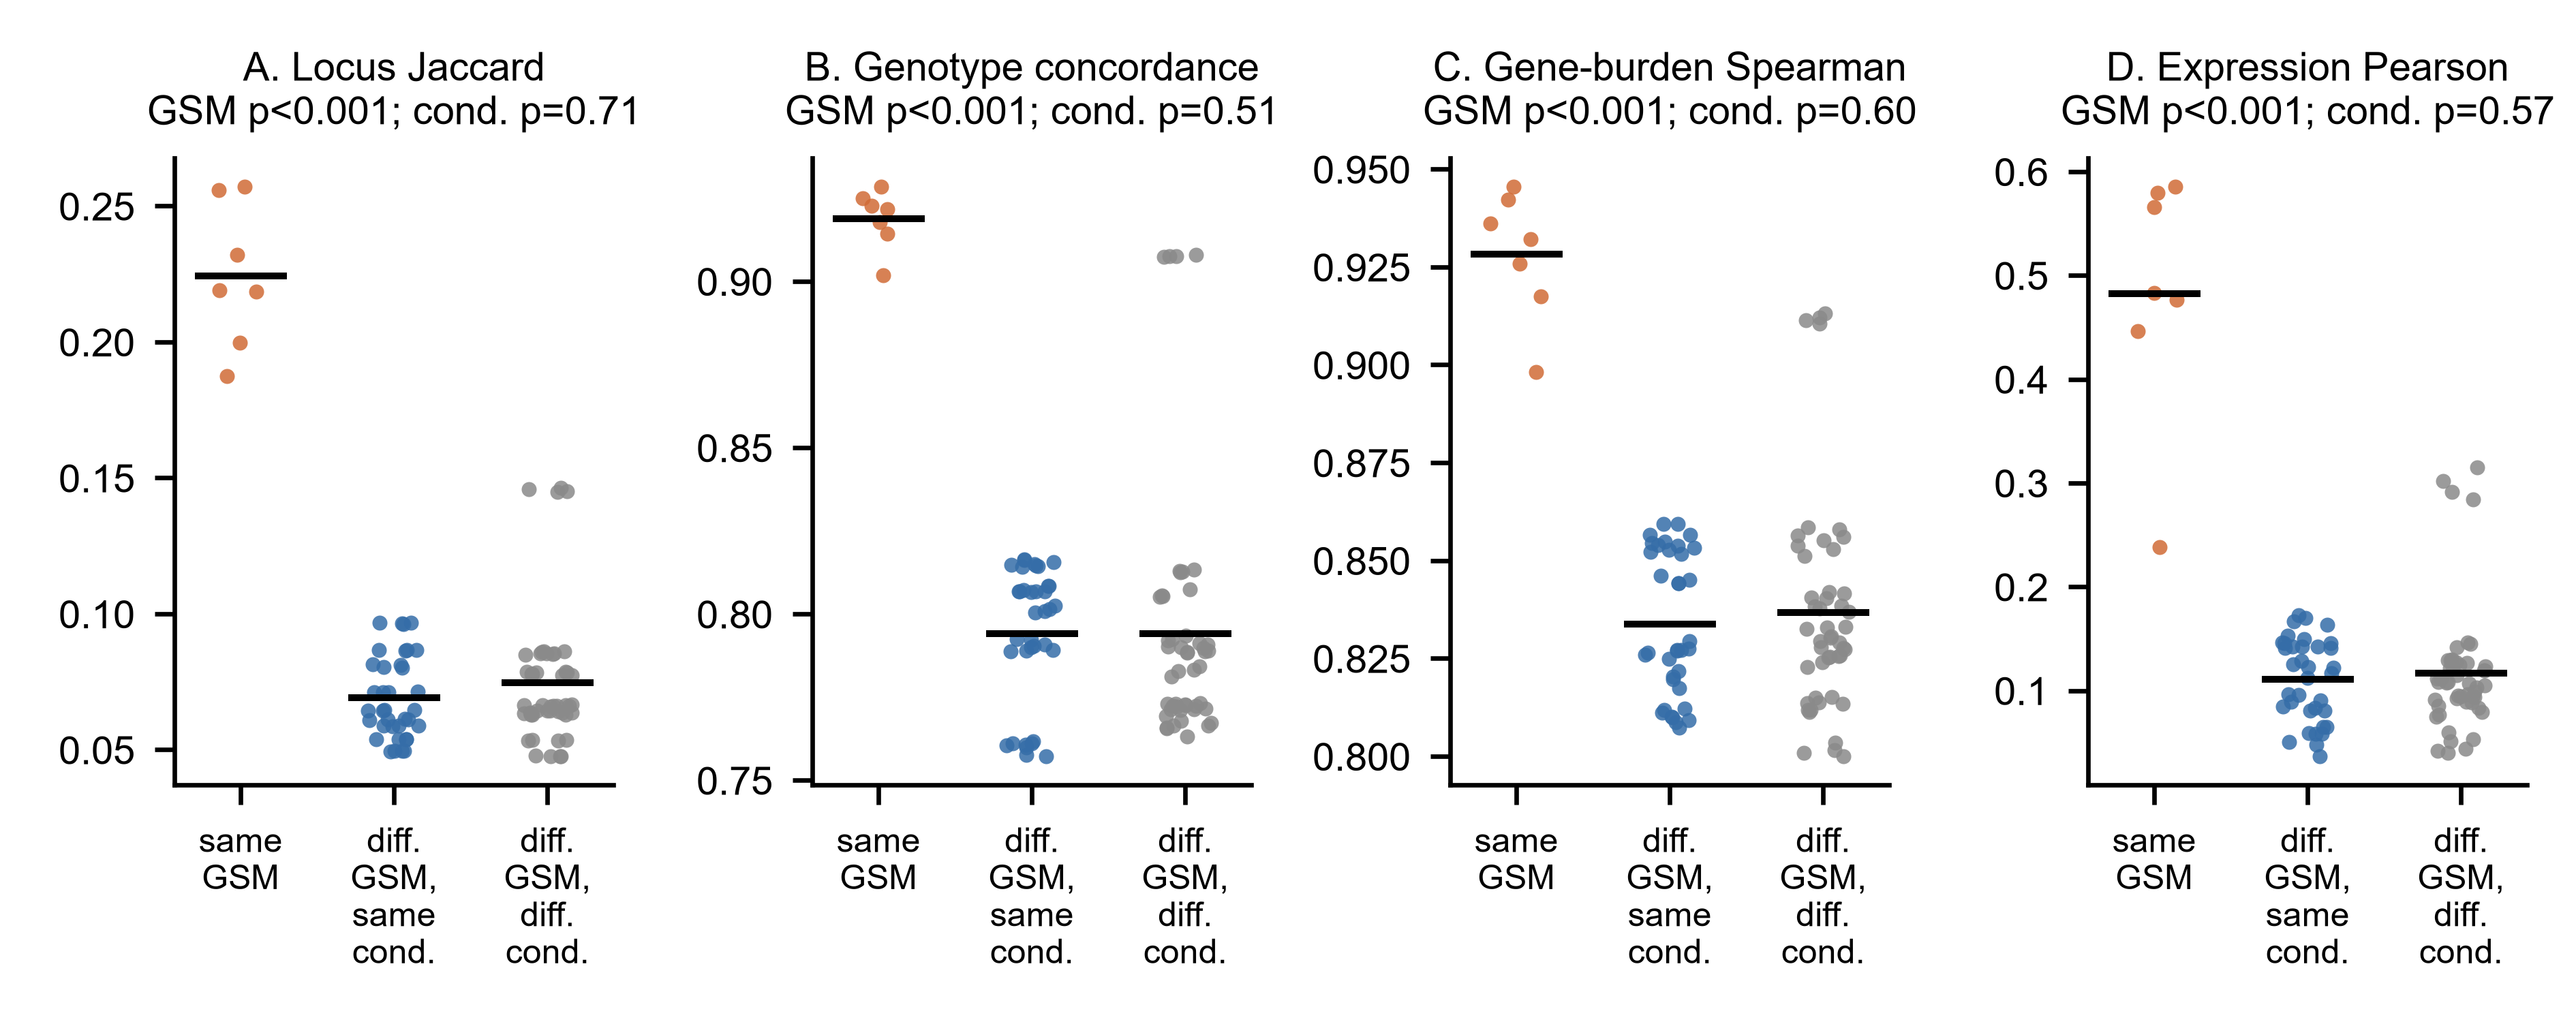 A. Locus Jaccard
GSM p<0.001; cond. p=0.71
0.25
0.20
0.15
0.10
0.05
same
GSM
diff.
GSM,
same
cond.
diff.
GSM,
diff.
cond.
B. Genotype concordance
GSM p<0.001; cond. p=0.51
0.90
0.85
0.80
0.75
same
GSM
diff.
GSM,
same
cond.
diff.
GSM,
diff.
cond.
C. Gene-burden Spearman
GSM p<0.001; cond. p=0.60
0.950
0.925
0.900
0.875
0.850
0.825
0.800
same
GSM
diff.
GSM,
same
cond.
diff.
GSM,
diff.
cond.
D. Expression Pearson
GSM p<0.001; cond. p=0.57
0.6
0.5
0.4
0.3
0.2
0.1
same
GSM
diff.
GSM,
same
cond.
diff.
GSM,
diff.
cond.